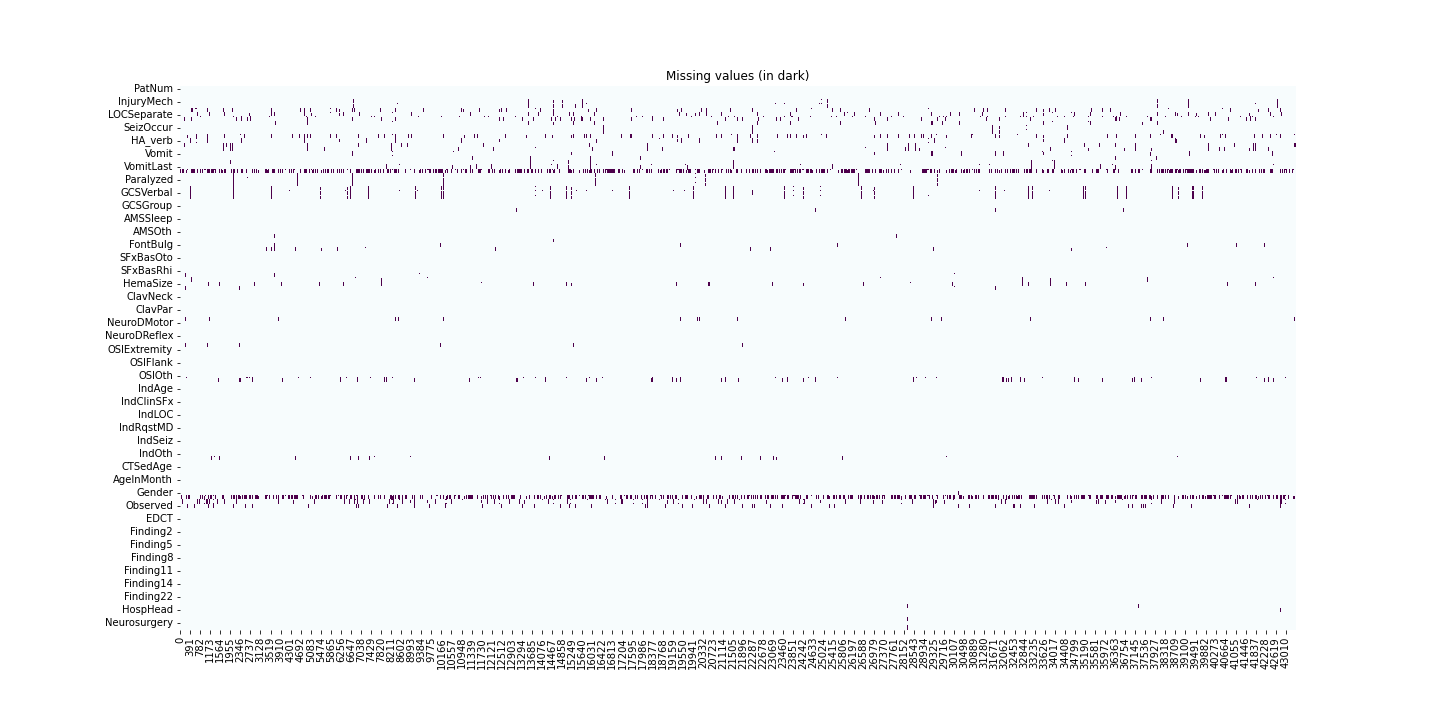 Missing values (in dark)
PatNum
InjuryMech
LOCSeparate
SeizOccur
HA_verb
Vomit
VomitLast
Paralyzed
GCSVerbal
GCSGroup
AMSSleep
AMSOth
FontBulg
SFxBasOto
SFxBasRhi
HemaSize
ClavNeck
ClavPar
NeuroDMotor
NeuroDReflex
OSIExtremity
OSIFlank
OSIOth
IndAge
IndClinSFx
IndLOC
IndRqstMD
IndSeiz
IndOth
CTSedAge
AgeInMonth
Gender
Observed
EDCT
Finding2
Finding5
Finding8
Finding11
Finding14
Finding22
HospHead
Neurosurgery
0
391
782
1173
1564
1955
2346
2737
3128
3519
3910
4301
4692
5083
5474
5865
6256
6647
7038
7429
7820
8211
8602
8993
9384
9775
10166
10557
10948
11339
11730
12121
12512
12903
13294
13685
14076
14467
14858
15249
15640
16031
16422
16813
17204
17595
17986
18377
18768
19159
19550
19941
20332
20723
21114
21505
21896
22287
22678
23069
23460
23851
24242
24633
25024
25415
25806
26197
26588
26979
27370
27761
28152
28543
28934
29325
29716
30107
30498
30889
31280
31671
32062
32453
32844
33235
33626
34017
34408
34799
35190
35581
35972
36363
36754
37145
37536
37927
38318
38709
39100
39491
39882
40273
40664
41055
41446
41837
42228
42619
43010